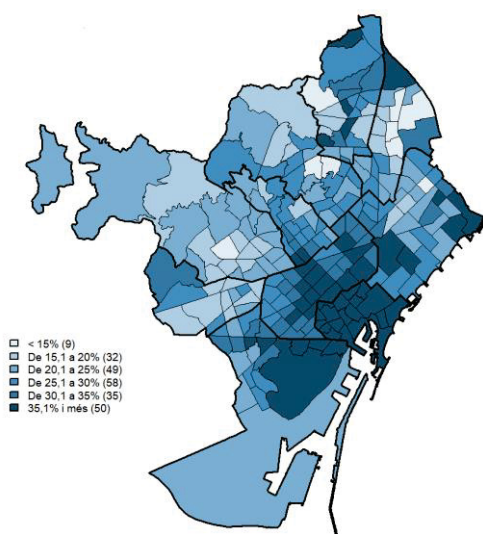 < 15% (9)
De 15,1 a 20% (32)
De 20,1 a 25% (49)
De 25,1 a 30% (58)
De 30,1 a 35% (35)
35,1% i més (50)